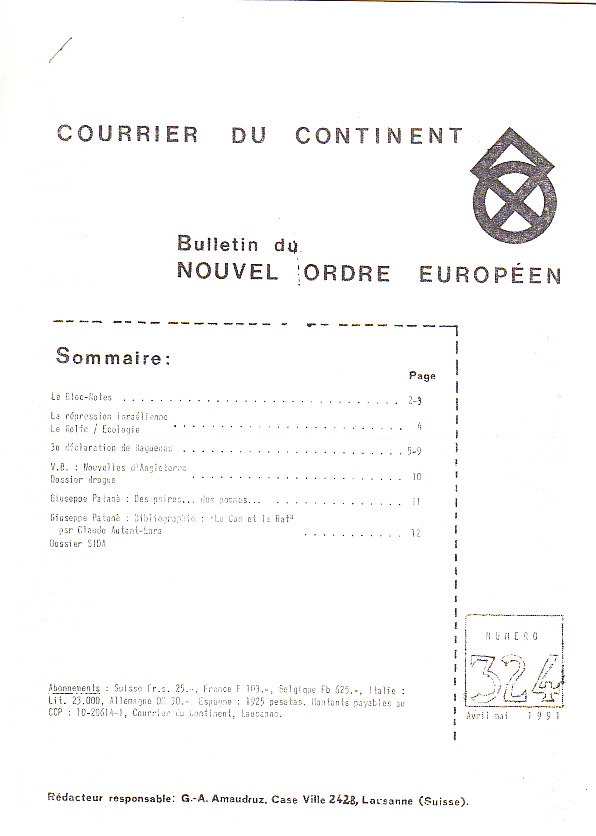 COURRIER DU CONTINENT
Bulletin du
NOUVEL ORDRE EUROPÉEN
Sommaire:
Page
Le Bloc-Notes . . . . . . . . . . . . . . . . . . . . . . . . . . . . 2-3
La répression israélienne
Le Golfe / Ecologie . . . . . . . . . . . . . . . . . . . . . . . 4
3e déclaration de Haguenau . . . . . . . . . . . . . . . . . . . . . . 5-9
V.B. : Nouvelles d'Angleterre
Dossier drogue . . . . . . . . . . . . . . . . . . . . . 10
Giuseppe Patanè : Des poires... des pommes... . . . . . . . . . . . . . 11
Giuseppe Patanè : Bibliographie : "Le Can et le Rat"
par Claude Autant-Lara . . . . . . . . . . 12
Dossier SIDA
NUMERO
324
Avril-mai 1991
Abonnements : Suisse fr.s. 25.-, France F 103.-, Belgique Fb 625.-, Italie :
Lit. 23.000, Allemagne DM 30.-, Espagne : 1925 pesetas. Montants payables au
CCP : 10-20614-1, Courrier du Continent, Lausanne.
Rédacteur responsable: G.-A. Amaudruz, Case Ville 2428, Lausanne (Suisse).